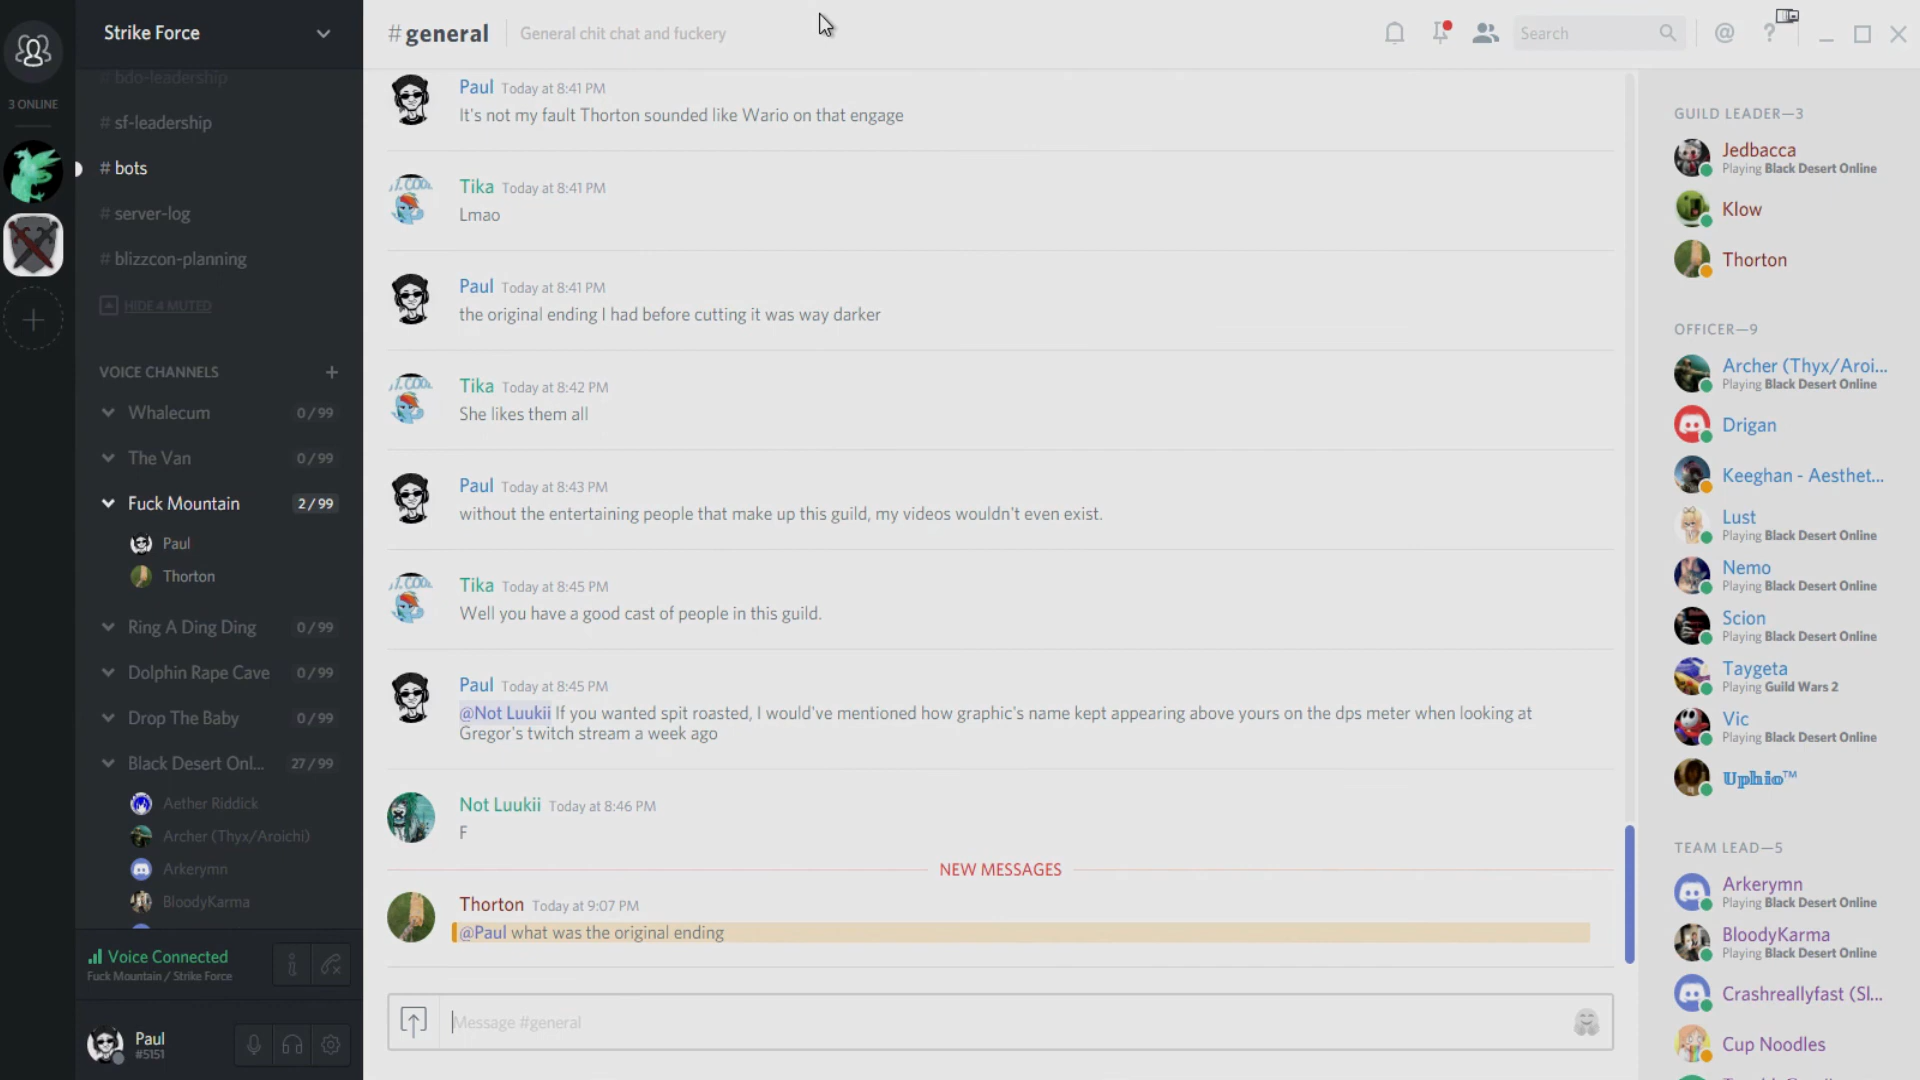 3 ONLINE
Strike Force
# bdo-leadership
# sf-leadership
# bots
# server-log
# blizzcon-planning
HIDE 4 MUTED
VOICE CHANNELS
Whalecum 0/99
The Van 0/99
Fuck Mountain 2/99
Paul
Thorton
Ring A Ding Ding 0/99
Dolphin Rape Cave 0/99
Drop The Baby 0/99
Black Desert Onl... 27/99
Aether Riddick
Archer (Thyx/Aroichi)
Arkerymn
BloodyKarma
Voice Connected
Fuck Mountain / Strike Force
Paul
#5151
#general
General chit chat and fuckery
Search
Paul Today at 8:41 PM
It's not my fault Thorton sounded like Wario on that engage
Tika Today at 8:41 PM
Lmao
Paul Today at 8:41 PM
the original ending I had before cutting it was way darker
Tika Today at 8:42 PM
She likes them all
Paul Today at 8:43 PM
without the entertaining people that make up this guild, my videos wouldn't even exist.
Tika Today at 8:45 PM
Well you have a good cast of people in this guild.
Paul Today at 8:45 PM
@Not Luukii If you wanted spit roasted, I would've mentioned how graphic's name kept appearing above yours on the dps meter when looking at
Gregor's twitch stream a week ago
Not Luukii Today at 8:46 PM
F
NEW MESSAGES
Thorton Today at 9:07 PM
@Paul what was the original ending
Message #general
GUILD LEADER—3
Jedbacca
Playing Black Desert Online
Klow
Thorton
OFFICER—9
Archer (Thyx/Aroi...
Playing Black Desert Online
Drigan
Keeghan - Aesthet...
Lust
Playing Black Desert Online
Nemo
Playing Black Desert Online
Scion
Playing Black Desert Online
Taygeta
Playing Guild Wars 2
Vic
Playing Black Desert Online
𝕌𝕡𝕙𝕚𝕠™
TEAM LEAD—5
Arkerymn
Playing Black Desert Online
BloodyKarma
Playing Black Desert Online
Crashreallyfast (Sl...
Cup Noodles